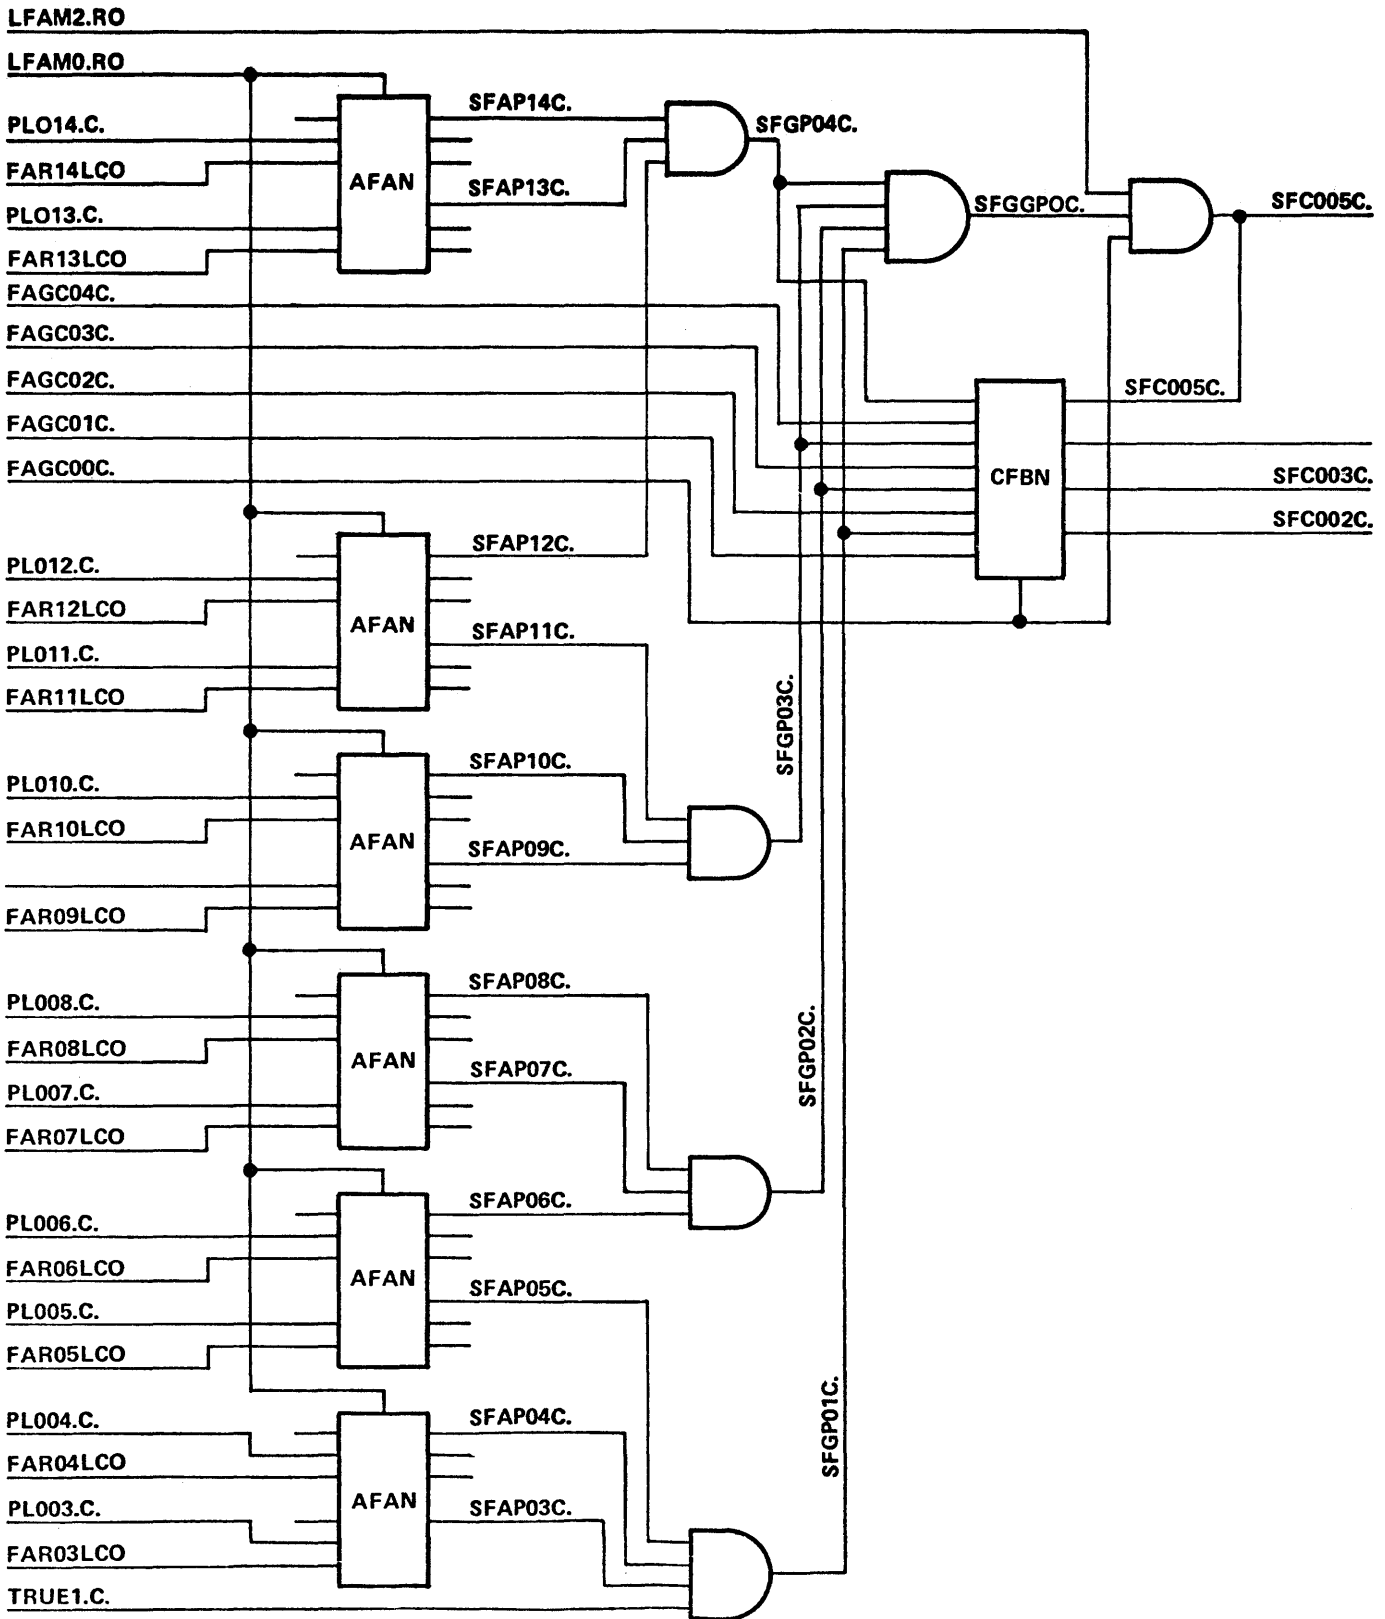 LFAM2.RO
LFAM0.RO
SFAP14C.
SFGP04C.
PLO14.C.
FAR14LCO
AFAN
SFAP13C.
SFGGPOC.
SFC005C.
PLO13.C.
FAR13LCO
FAGC04C.
FAGC03C.
FAGC02C.
SFC005C.
FAGC01C.
FAGC00C.
CFBN
SFC003C.
SFC002C.
SFAP12C.
PL012.C.
FAR12LCO
AFAN
SFAP11C.
PL011.C.
FAR11LCO
SFGP03C.
SFAP10C.
PL010.C.
FAR10LCO
AFAN
SFAP09C.
FAR09LCO
SFAP08C.
PL008.C.
FAR08LCO
AFAN
SFAP07C.
SFGP02C.
PL007.C.
FAR07LCO
SFAP06C.
PL006.C.
FAR06LCO
AFAN
SFAP05C.
PL005.C.
FAR05LCO
SFGP01C.
SFAP04C.
PL004.C.
FAR04LCO
AFAN
SFAP03C.
PL003.C.
FAR03LCO
TRUE1.C.